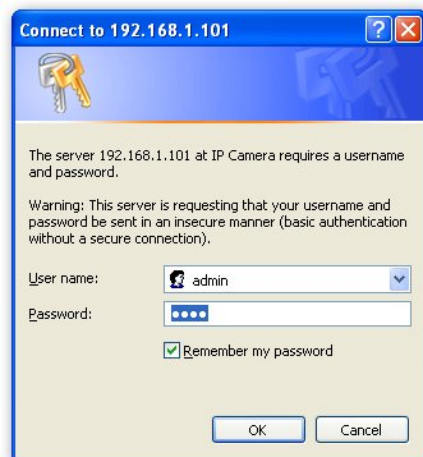 Connect to 192.168.1.101
The server 192.168.1.101 at IP Camera requires a username
and password.
Warning: This server is requesting that your username and
password be sent in an insecure manner (basic authentication
without a secure connection).
User name:
admin
Password:
••••
Remember my password
OK
Cancel